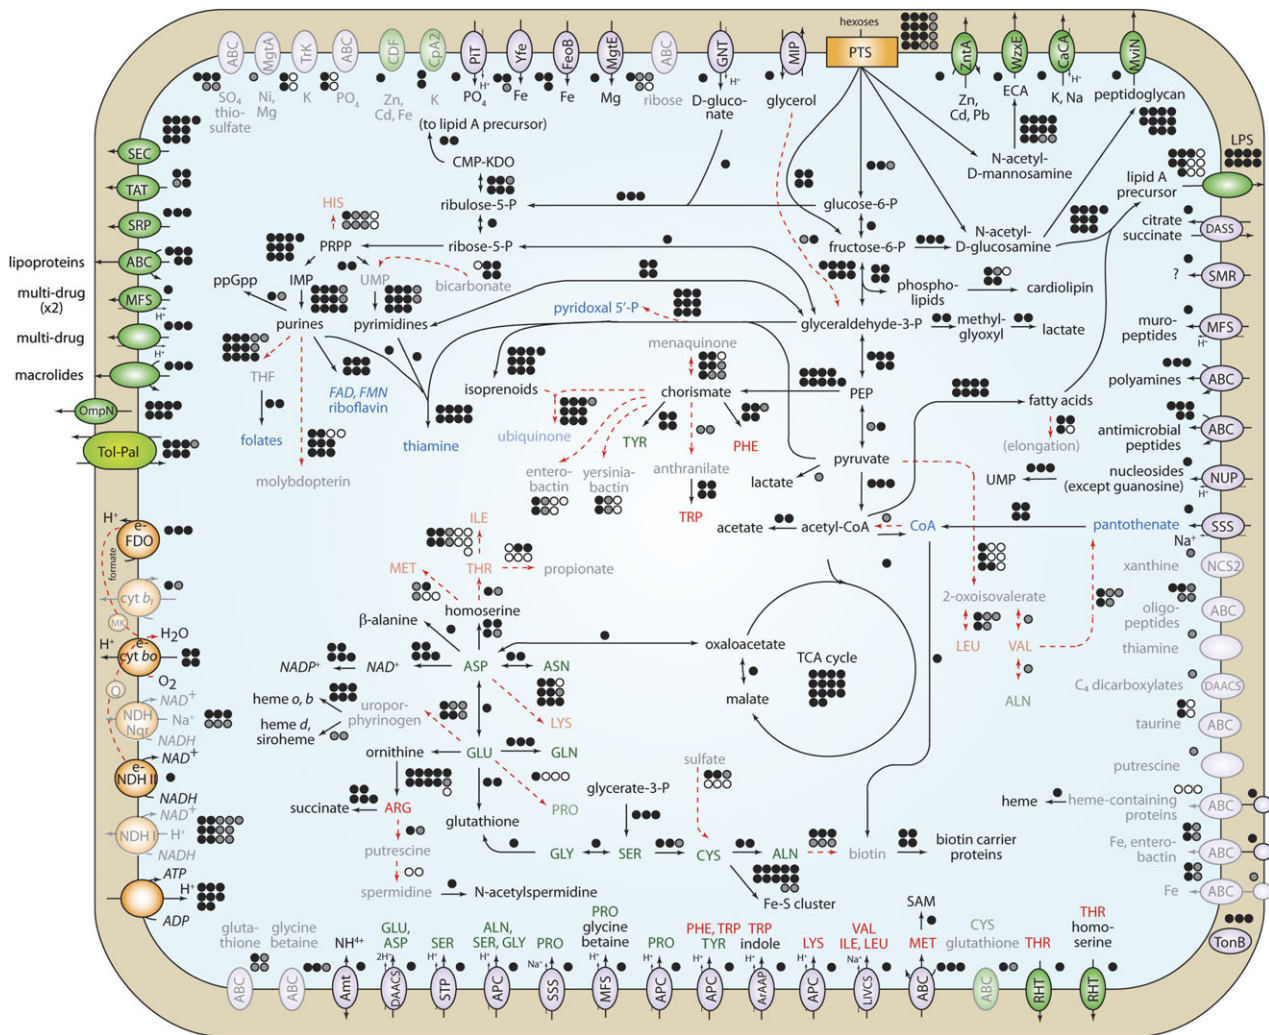 hexoses
PTS
ABC
MgtA
TrK
ABC
CDF
CpA2
PiT
Yfe
FeoB
MgtE
ABC
GNT
MIP
ZntA
WzxE
CaCA
MviN
H⁺
H⁺
SO₄
thio-
sulfate
Ni,
Mg
K
PO₄
Zn,
Cd, Fe
K
PO₄
Fe
Fe
Mg
ribose
D-gluco-
nate
glycerol
Zn,
Cd, Pb
ECA
K, Na
peptidoglycan
(to lipid A precursor)
CMP-KDO
N-acetyl-
D-mannosamine
LPS
lipid A
precursor
SEC
TAT
SRP
ABC
lipoproteins
MFS
multi-drug
(x2)
H⁺
multi-drug
H⁺
macrolides
OmpN
Tol-Pal
HIS
ribulose-5-P
glucose-6-P
PRPP
ribose-5-P
fructose-6-P
N-acetyl-
D-glucosamine
citrate
succinate
DASS
ppGpp
IMP
UMP
bicarbonate
phospho-
lipids
cardiolipin
?
SMR
purines
pyrimidines
pyridoxal 5'-P
glyceraldehyde-3-P
methyl-
glyoxyl
lactate
muro-
peptides
MFS
H⁺
menaquinone
THF
FAD, FMN
riboflavin
isoprenoids
chorismate
PEP
fatty acids
polyamines
ABC
folates
thiamine
ubiquinone
TYR
PHE
(elongation)
antimicrobial
peptides
ABC
molybdopterin
entero-
bactin
yersinia-
bactin
anthranilate
lactate
pyruvate
UMP
nucleosides
(except guanosine)
NUP
H⁺
TRP
acetate
acetyl-CoA
CoA
pantothenate
SSS
Na⁺
H⁺
e-
FDO
formate
cyt b₁
MK
H₂O
H⁺
e-
cyt bo
O₂
Q
NAD⁺
NDH
Nqr
Na⁺
NADH
NAD⁺
e-
NDH II
NADH
NAD⁺
NDH I
H⁺
NADH
ATP
H⁺
ADP
ILE
MET
THR
propionate
homoserine
β-alanine
2-oxoisovalerate
LEU
VAL
ALN
xanthine
NCS2
oligo-
peptides
ABC
thiamine
C₄ dicarboxylates
DAACS
taurine
ABC
putrescine
NADP⁺
NAD⁺
ASP
ASN
oxaloacetate
TCA cycle
malate
heme o, b
heme d,
siroheme
uropor-
phyrinogen
LYS
ornithine
GLU
GLN
sulfate
succinate
ARG
glutathione
PRO
glycerate-3-P
putrescine
spermidine
N-acetylspermidine
GLY
SER
CYS
ALN
biotin
biotin carrier
proteins
Fe-S cluster
heme
heme-containing
proteins
ABC
Fe, entero-
bactin
ABC
Fe
ABC
TonB
gluta-
thione
glycine
betaine
NH⁴⁺
GLU,
ASP
2H⁺
SER
H⁺
ALN,
SER, GLY
H⁺
PRO
Na⁺
PRO
glycine
betaine
H⁺
PRO
H⁺
PHE, TRP
TYR
H⁺
TRP
indole
H⁺
LYS
H⁺
VAL
ILE, LEU
Na⁺
SAM
MET
CYS
glutathione
THR
THR
homo-
serine
ABC
ABC
Amt
DAACS
STP
APC
SSS
MFS
APC
APC
ArAAP
APC
LIVCS
ABC
ABC
RHT
RHT